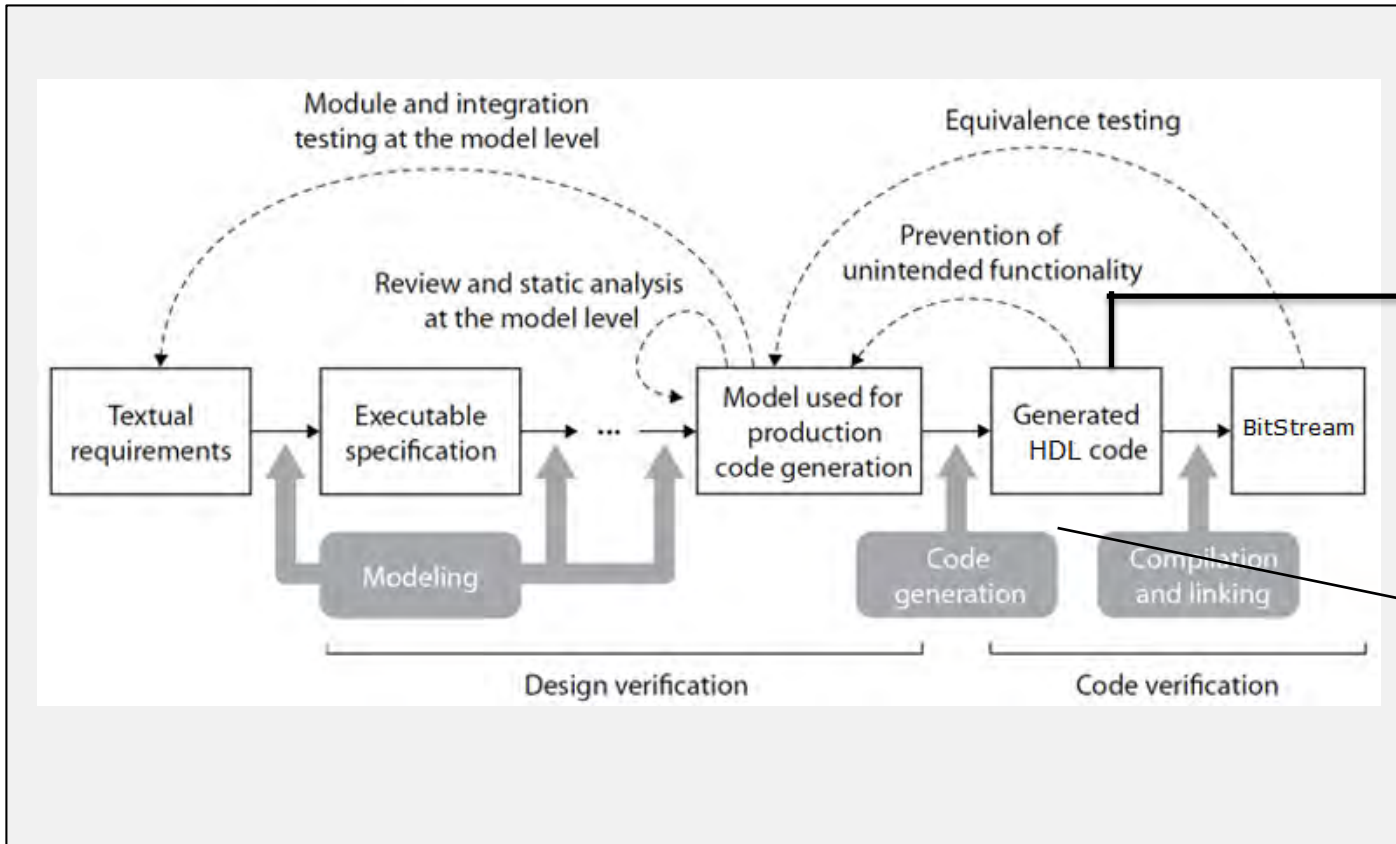 Module and integration
testing at the model level
Equivalence testing
Prevention of
unintended functionality
Review and static analysis
at the model level
Textual
requirements
Executable
specification
...
Model used for
production
code generation
Generated
HDL code
BitStream
Modeling
Code
generation
Compilation
and linking
Design verification
Code verification